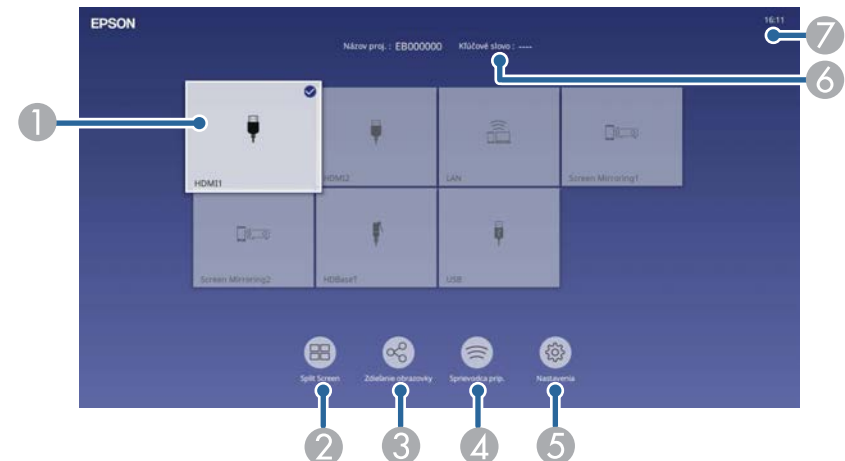 EPSON
16:11
Názov proj. : EB000000 Kľúčové slovo : ----
7
6
1
HDMI1
HDMI2
LAN
Screen Mirroring1
Screen Mirroring2
HDBaseT
USB
Split Screen
Zdieľanie obrazovky
Sprievodca prip.
Nastavenia
2
3
4
5